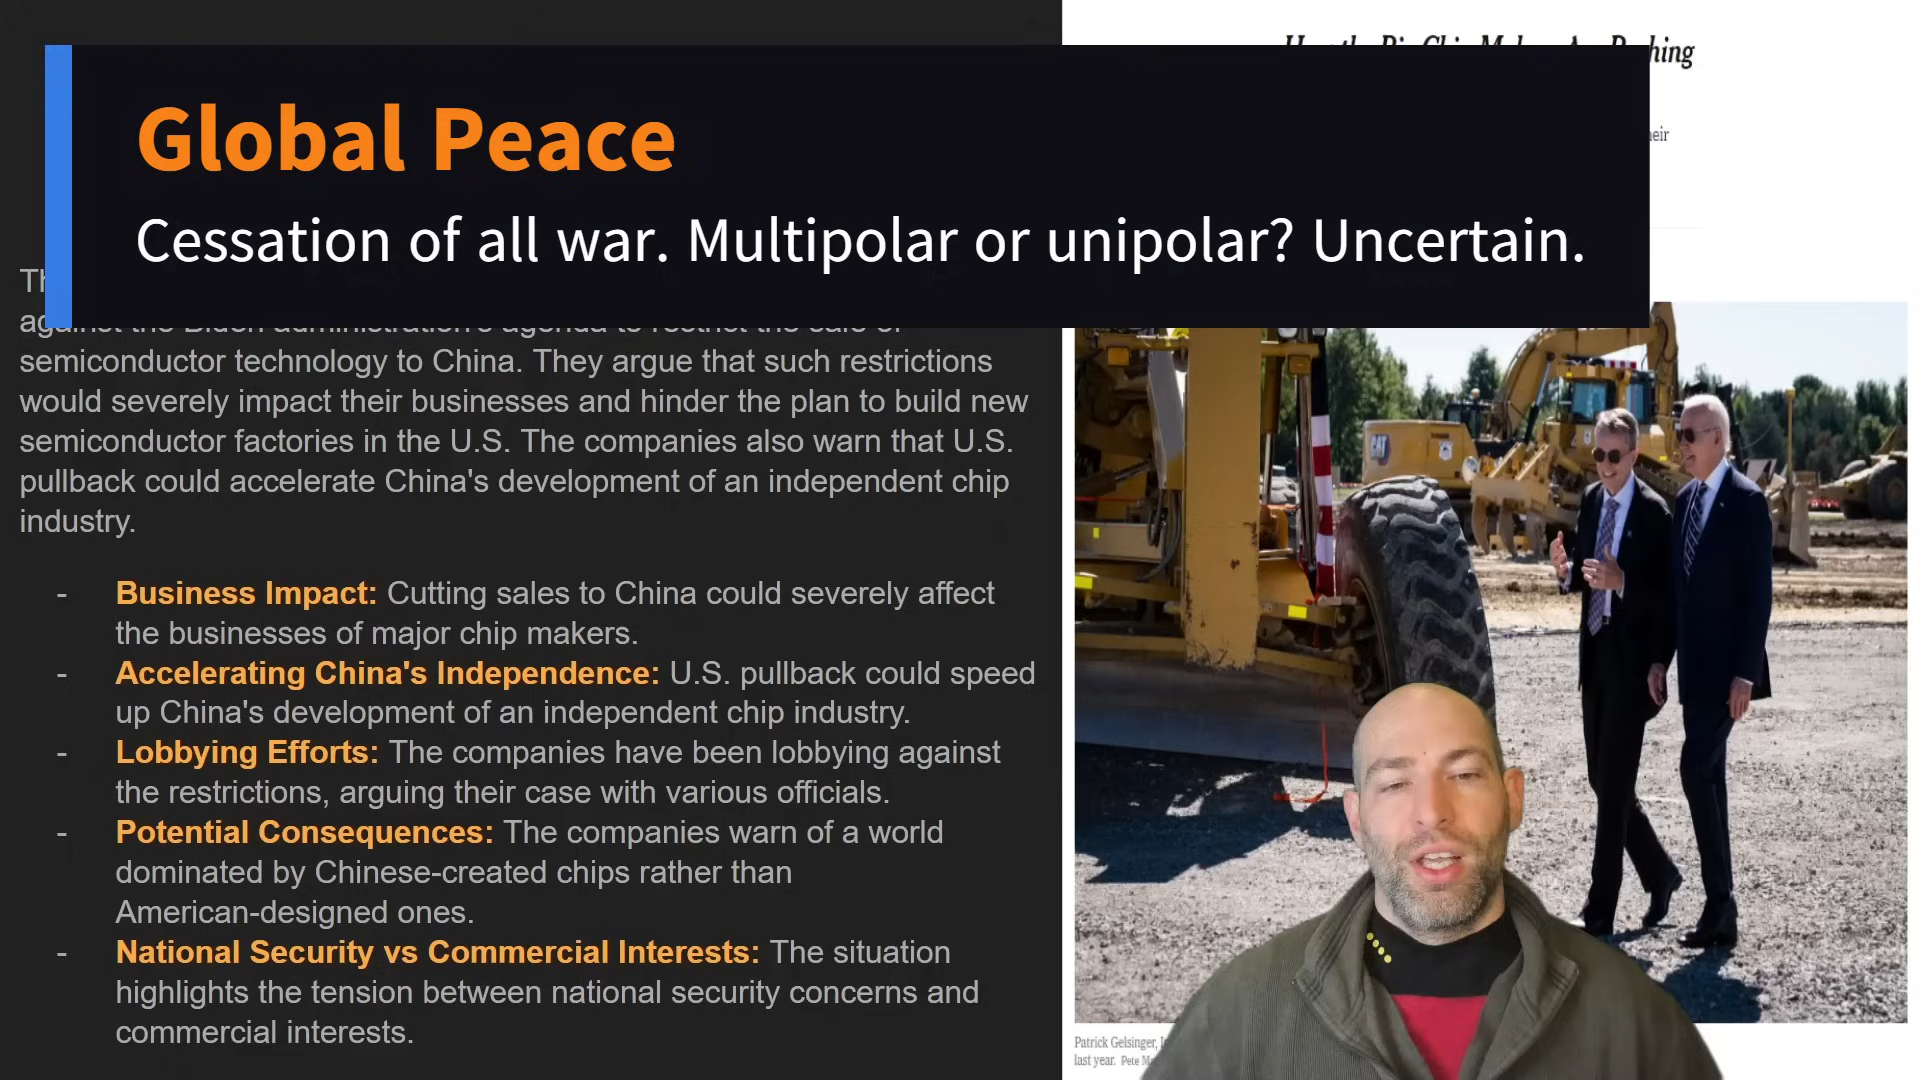 Global Peace
Cessation of all war. Multipolar or unipolar? Uncertain.
semiconductor technology to China. They argue that such restrictions
would severely impact their businesses and hinder the plan to build new
semiconductor factories in the U.S. The companies also warn that U.S.
pullback could accelerate China's development of an independent chip
industry.
- Business Impact: Cutting sales to China could severely affect
the businesses of major chip makers.
- Accelerating China's Independence: U.S. pullback could speed
up China's development of an independent chip industry.
- Lobbying Efforts: The companies have been lobbying against
the restrictions, arguing their case with various officials.
- Potential Consequences: The companies warn of a world
dominated by Chinese-created chips rather than
American-designed ones.
- National Security vs Commercial Interests: The situation
highlights the tension between national security concerns and
commercial interests.
CAT
Patrick Gelsinger,
last year. Pete